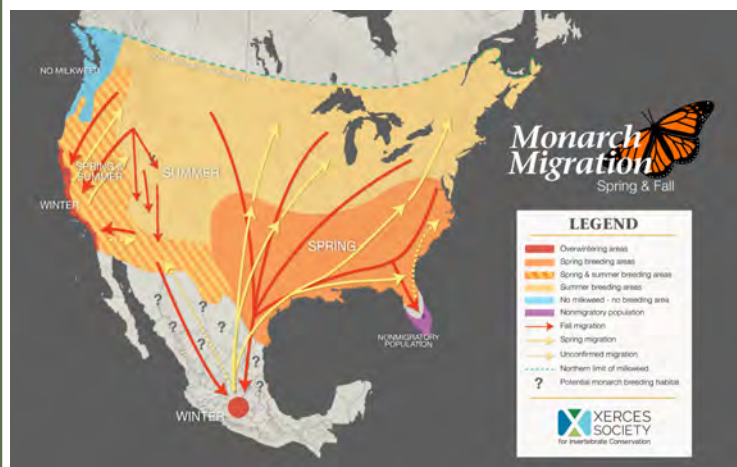 NO MILKWEED
SPRING &
SUMMER
SUMMER
WINTER
SPRING
NONMIGRATORY
POPULATION
WINTER
?
?
?
?
?
?
?
?
?
Monarch
Migration
Spring & Fall
LEGEND
Overwintering areas
Spring breeding areas
Spring & summer breeding areas
Summer breeding areas
No milkweed - no breeding area
Nonmigratory population
Fall migration
Spring migration
Unconfirmed migration
Northern limit of milkweed
? Potential monarch breeding habitat
XERCES
SOCIETY
for Invertebrate Conservation